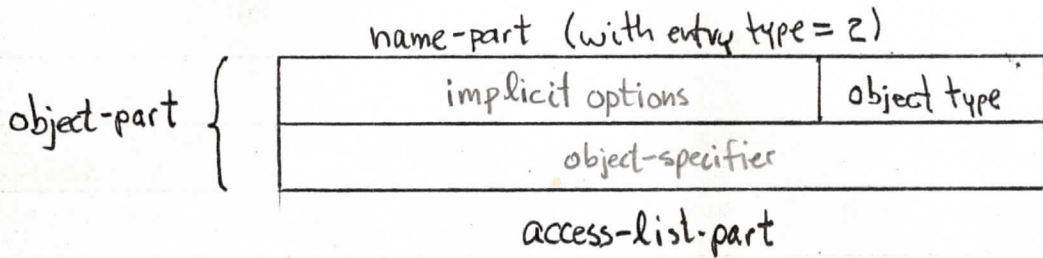 name-part (with entry type = 2)
implicit options
object type
object-part
object-specifier
access-list-part